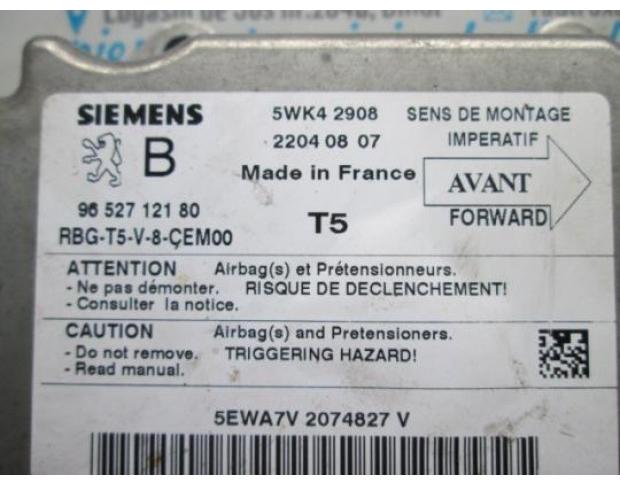 SIEMENS
B
96 527 121 80
RBG-T5-V-8-ÇEM00
5WK4 2908
2204 08 07
Made in France
T5
SENS DE MONTAGE
IMPERATIF
AVANT
FORWARD
ATTENTION Airbag(s) et Prétensionneurs.
- Ne pas démonter. RISQUE DE DECLENCHEMENT!
- Consulter la notice.
CAUTION Airbag(s) and Pretensioners.
- Do not remove. TRIGGERING HAZARD!
- Read manual.
5EWA7V 2074827 V